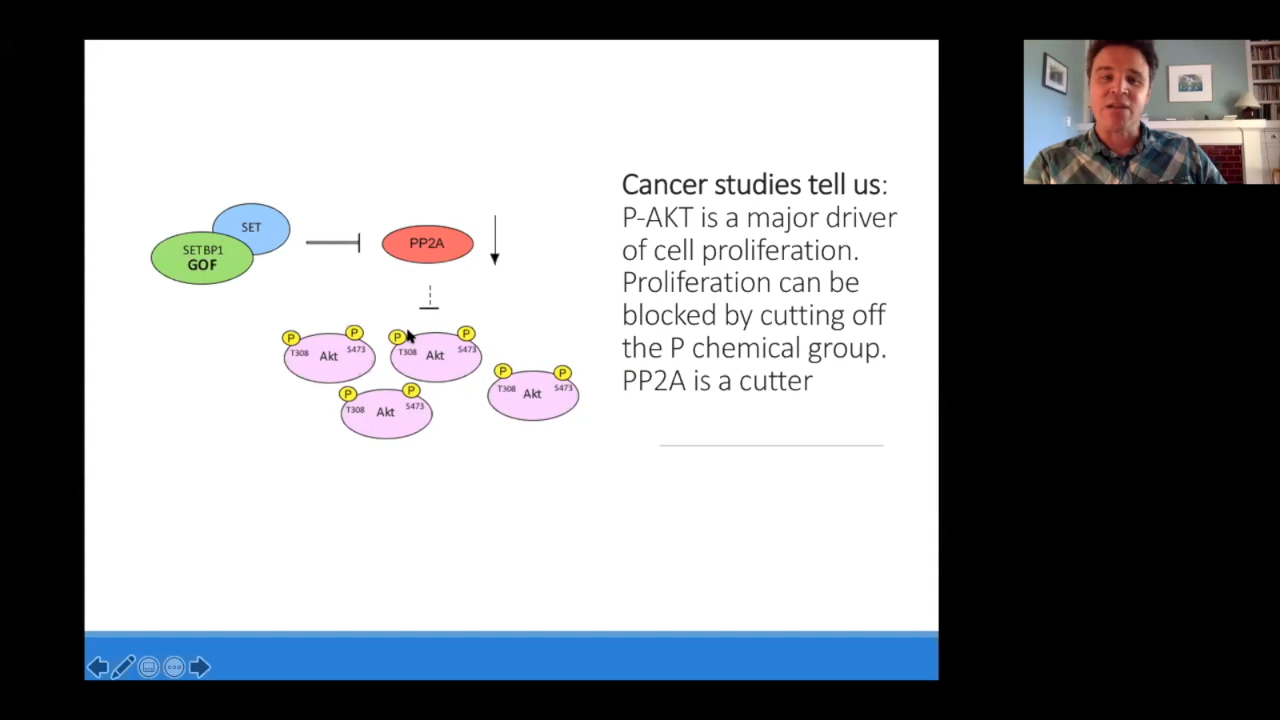 SET
SETBP1
GOF
PP2A
P
P
T308
Akt
S473
P
P
T308
Akt
S473
P
P
T308
Akt
S473
P
P
T308
Akt
S473
Cancer studies tell us:
P-AKT is a major driver
of cell proliferation.
Proliferation can be
blocked by cutting off
the P chemical group.
PP2A is a cutter